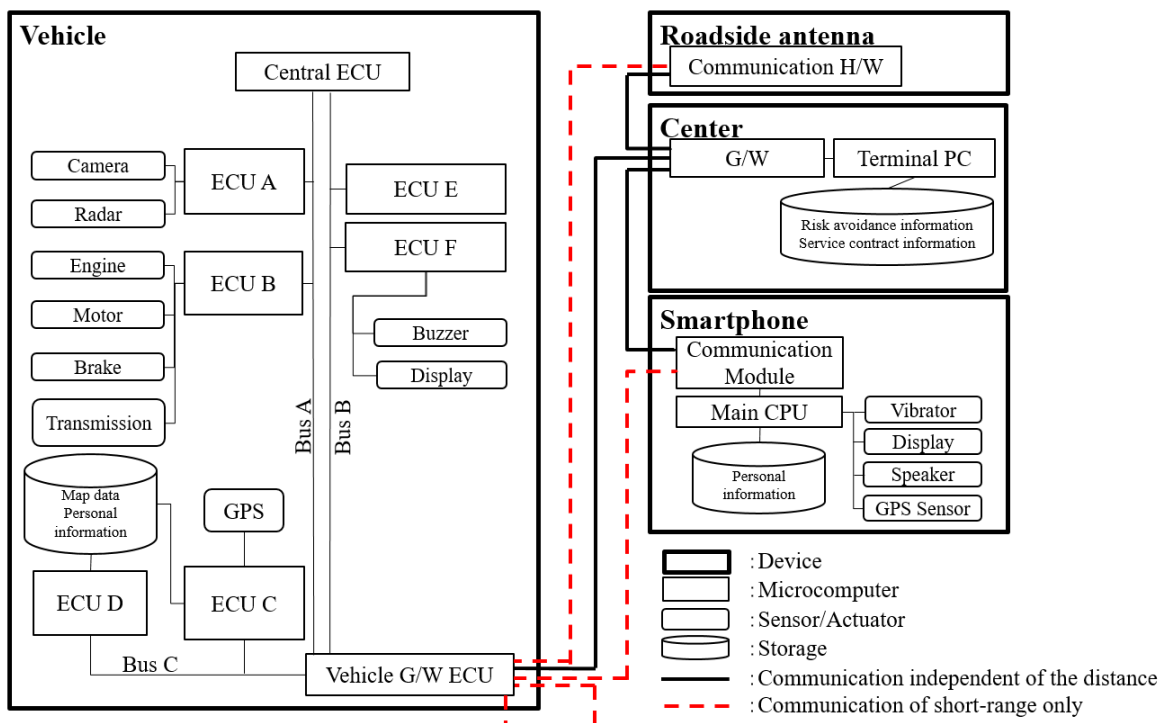 Vehicle
Central ECU
Camera
Radar
ECU A
ECU E
ECU F
Engine
Motor
Brake
Transmission
ECU B
Buzzer
Display
Bus A
Bus B
Map data
Personal
information
GPS
ECU D
ECU C
Bus C
Vehicle G/W ECU
Roadside antenna
Communication H/W
Center
G/W
Terminal PC
Risk avoidance information
Service contract information
Smartphone
Communication
Module
Main CPU
Personal
information
Vibrator
Display
Speaker
GPS Sensor
: Device
: Microcomputer
: Sensor/Actuator
: Storage
: Communication independent of the distance
: Communication of short-range only